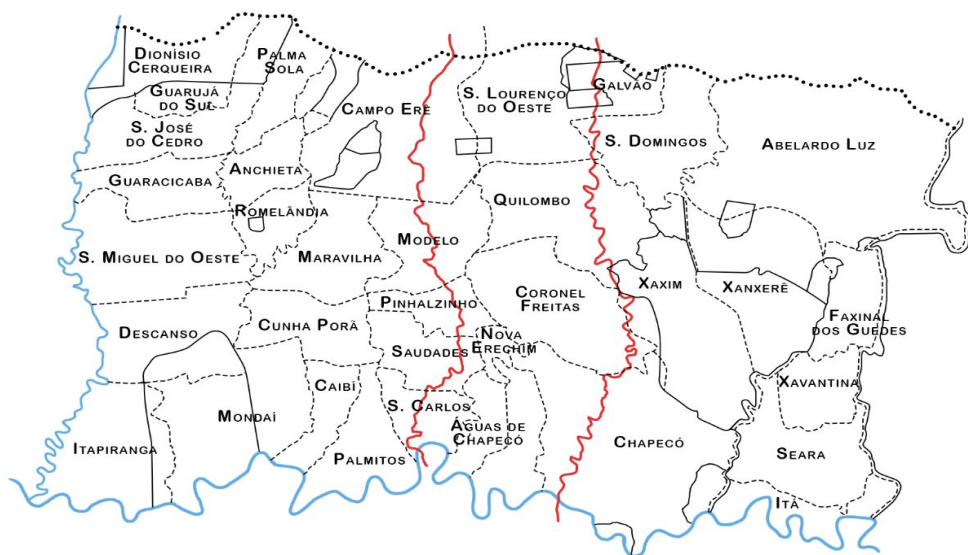 DIONÍSIO
CERQUEIRA
PALMA
SOLA
GUARUJÁ
DO SUL
CAMPO ERÊ
S. LOURENÇO
DO OESTE
GALVÃO
S. JOSÉ
DO CEDRO
S. DOMINGOS
ABELARDO LUZ
GUARACICABA
ANCHIETA
QUILOMBO
ROMELÂNDIA
MODELO
S. MIGUEL DO OESTE
MARAVILHA
XAXIM
XANXERÊ
PINHALZINHO
CORONEL
FREITAS
FAXINAL
DOS GUEDES
DESCANSO
CUNHA PORÃ
NOVA
ERECHIM
SAUDADES
XAVANTINA
CAIBÍ
S. CARLOS
MONDAÍ
ÁGUAS DE
CHAPECÓ
CHAPECÓ
ITAPIRANGA
PALMITOS
SEARA
ITÁ